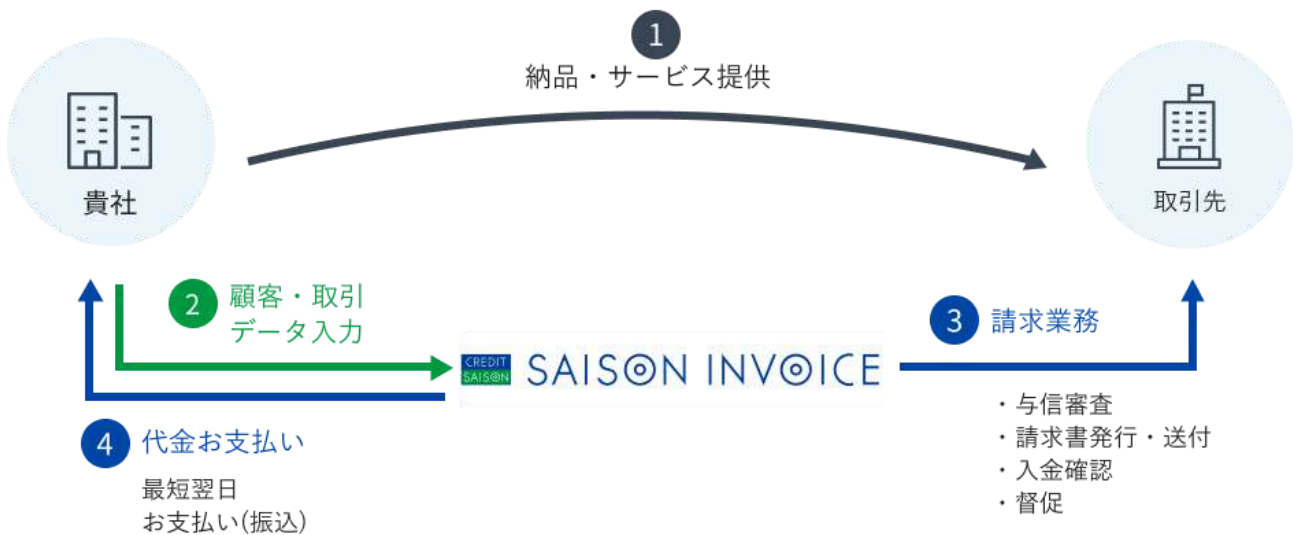 1
納品・サービス提供
貴社
取引先
2
顧客・取引
データ入力
CREDIT
SAISON
SAISON INVOICE
3
請求業務
・与信審査
・請求書発行・送付
・入金確認
・督促
4
代金お支払い
最短翌日
お支払い(振込)